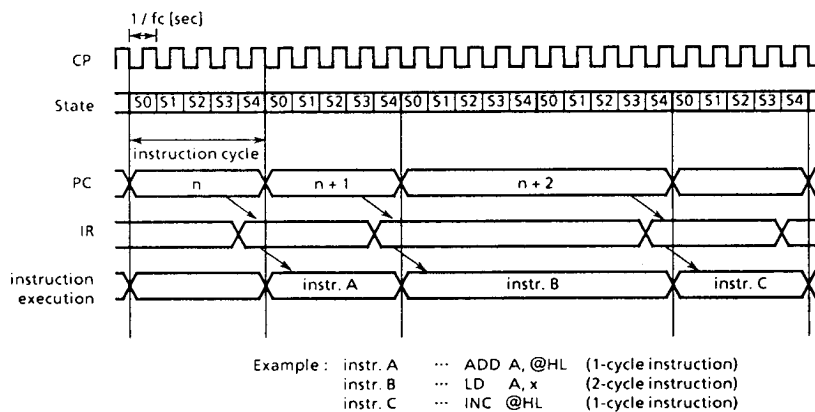 1 / fc [sec]
CP
State S0 S1 S2 S3 S4 S0 S1 S2 S3 S4 S0 S1 S2 S3 S4 S0 S1 S2 S3 S4 S0 S1 S2 S3 S4
instruction cycle
PC n n + 1 n + 2
IR
instruction execution instr. A instr. B instr. C
Example : instr. A ··· ADD A, @HL (1-cycle instruction)
instr. B ··· LD A, x (2-cycle instruction)
instr. C ··· INC @HL (1-cycle instruction)